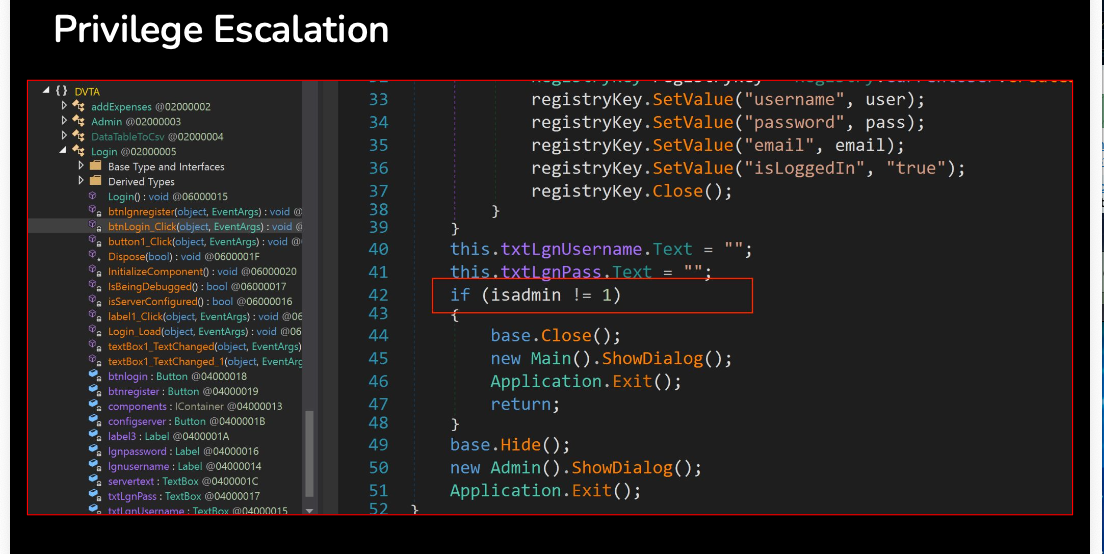 Privilege Escalation
{} DVTA
addExpenses @02000002
Admin @02000003
DataTableToCsv @02000004
Login @02000005
Base Type and Interfaces
Derived Types
Login() : void @06000015
btnlgnregister(object, EventArgs) : void @
btnLogin_Click(object, EventArgs) : void @
button1_Click(object, EventArgs) : void @0
Dispose(bool) : void @0600001F
InitializeComponent() : void @06000020
IsBeingDebugged() : bool @06000017
isServerConfigured() : bool @06000016
label1_Click(object, EventArgs) : void @06
Login_Load(object, EventArgs) : void @06
textBox1_TextChanged(object, EventArgs)
textBox1_TextChanged_1(object, EventArg
btnlogin : Button @04000018
btnregister : Button @04000019
components : IContainer @04000013
configserver : Button @0400001B
label3 : Label @0400001A
lgnpassword : Label @04000016
lgnusername : Label @04000014
servertext : TextBox @0400001C
txtLgnPass : TextBox @04000017
txtLgnUsername : TextBox @04000015
33 registryKey.SetValue("username", user);
34 registryKey.SetValue("password", pass);
35 registryKey.SetValue("email", email);
36 registryKey.SetValue("isLoggedIn", "true");
37 registryKey.Close();
38 }
39 }
40 this.txtLgnUsername.Text = "";
41 this.txtLgnPass.Text = "";
42 if (isadmin != 1)
43 {
44 base.Close();
45 new Main().ShowDialog();
46 Application.Exit();
47 return;
48 }
49 base.Hide();
50 new Admin().ShowDialog();
51 Application.Exit();
52 }